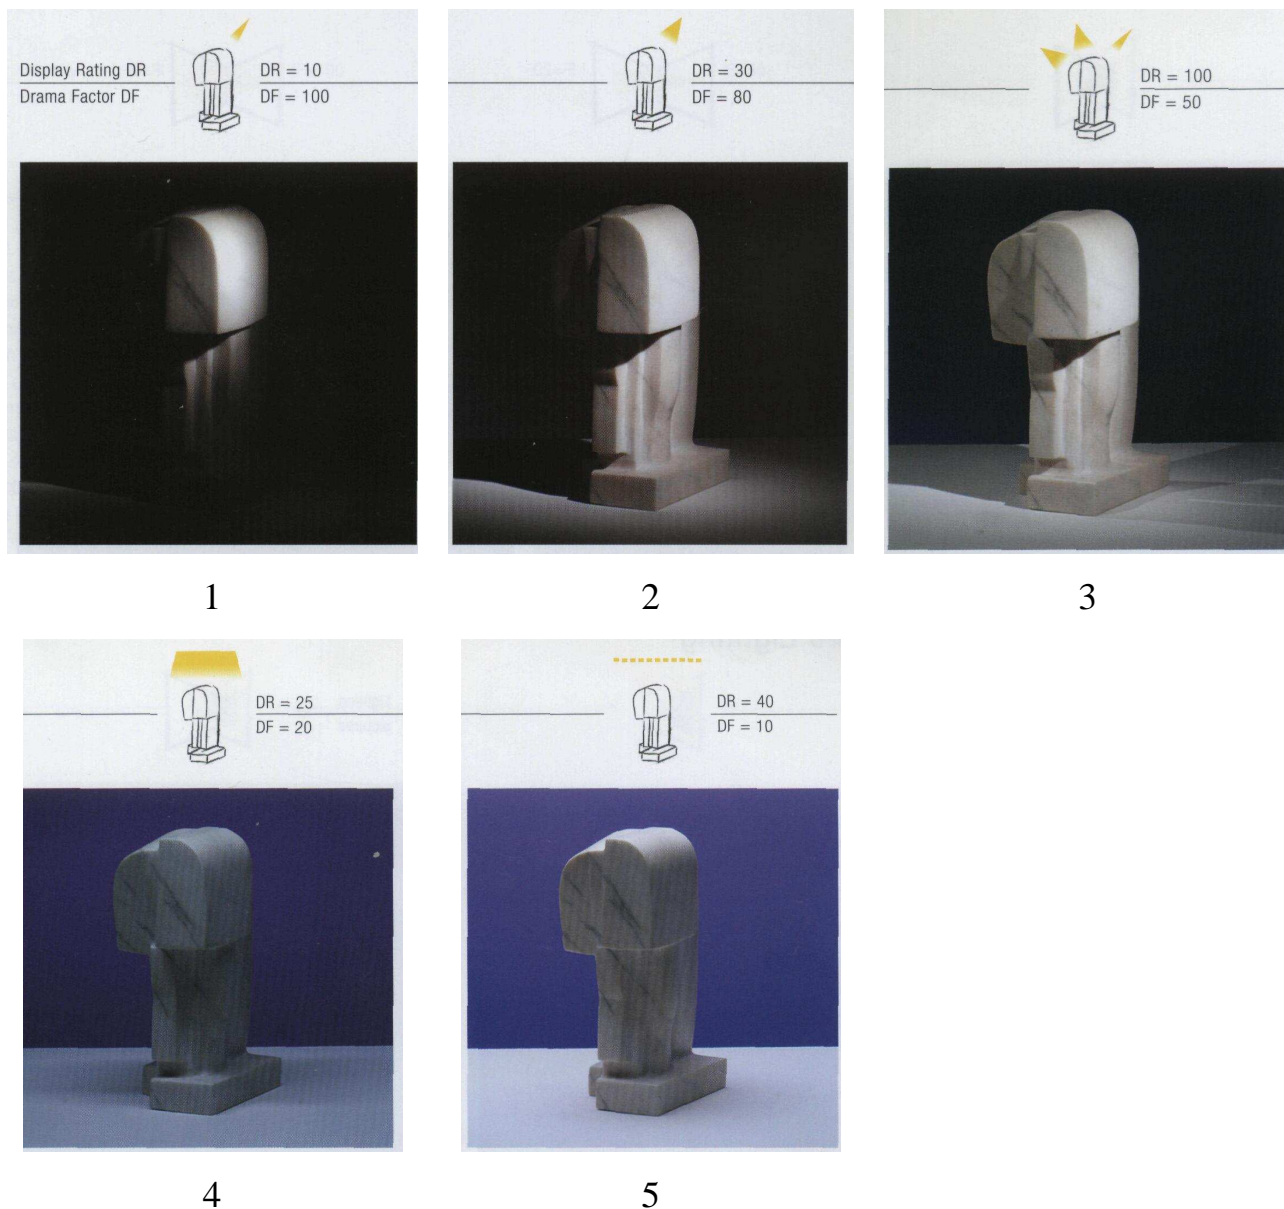 Display Rating DR
Drama Factor DF
DR = 10
DF = 100
DR = 30
DF = 80
DR = 100
DF = 50
1
2
3
DR = 25
DF = 20
DR = 40
DF = 10
4
5